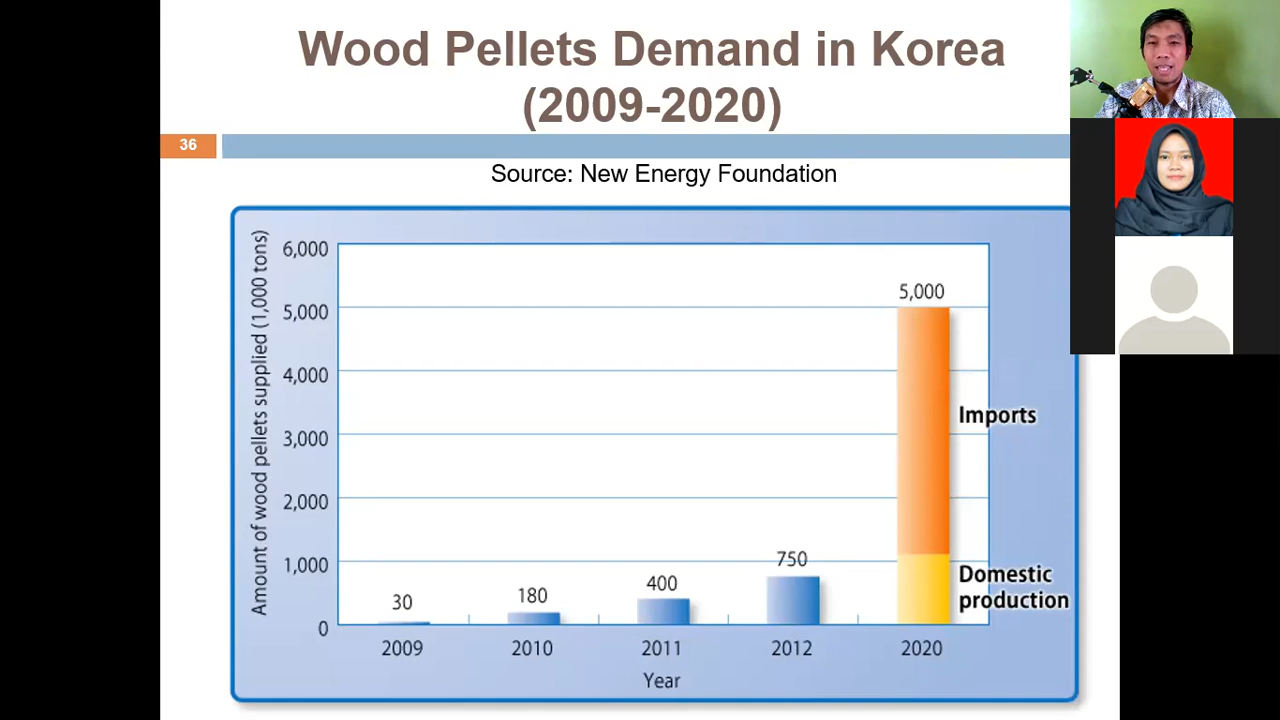 Wood Pellets Demand in Korea
(2009-2020)
36
Source: New Energy Foundation
Amount of wood pellets supplied (1,000 tons)
6,000
5,000
4,000
3,000
2,000
1,000
0
30
180
400
750
5,000
Imports
Domestic
production
2009
2010
2011
2012
2020
Year